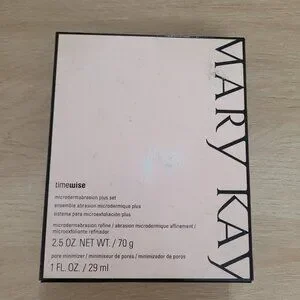 MARY KAY
timewise
microdermabrasion plus set
ensemble abrasion microdermique plus
sistema para microexfoliación plus
microdermabrasion refine / abrasion microdermique affinement /
microexfoliante refinador
2.5 OZ. NET WT. / 70 g
pore minimizer / minimiseur de pores / minimizador de poros
1 FL. OZ. / 29 ml